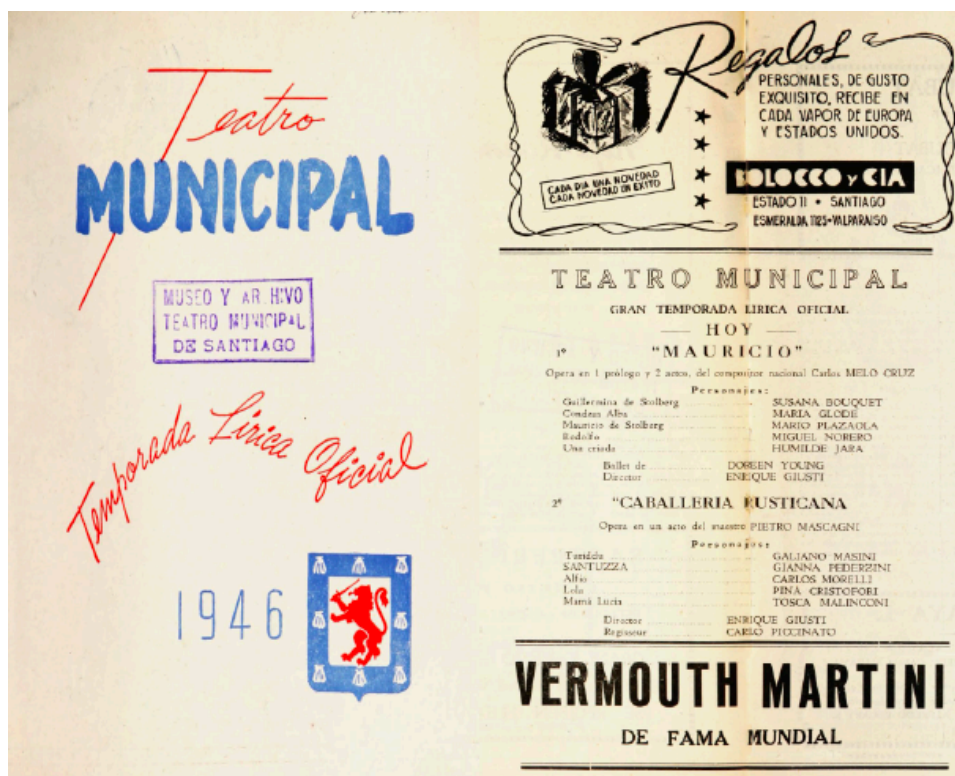 Teatro
MUNICIPAL
MUSEO Y AR HIVO
TEATRO MUNICIPAL
DE SANTIAGO
Temporada Lírica Oficial
1946
Regalos
PERSONALES, DE GUSTO
EXQUISITO, RECIBE EN
CADA VAPOR DE EUROPA
Y ESTADOS UNIDOS.
CADA DIA UNA NOVEDAD
CADA NOVEDAD UN EXITO
BOLOCCO Y CIA
ESTADO 11 • SANTIAGO
ESMERALDA 1125 • VALPARAISO
TEATRO MUNICIPAL
GRAN TEMPORADA LIRICA OFICIAL
HOY
1º "MAURICIO"
Opera en 1 prólogo y 2 actos, del compositor nacional Carlos MELO CRUZ
Personajes:
Guillermina de Stolberg SUSANA BOUQUET
Condesa Alba MARIA GLODE
Mauricio de Stolberg MARIO PLAZAOLA
Rodolfo MIGUEL NORERO
Una criada HUMILDE JARA
Ballet de DOREEN YOUNG
Director ENRIQUE GIUSTI
2º "CABALLERIA RUSTICANA
Opera en un acto del maestro PIETRO MASCAGNI
Personajes:
Turiddu GALIANO MASINI
SANTUZZA GIANNA PEDERZINI
Alfio CARLOS MORELLI
Lola PINA CRISTOFORI
Mamá Lucia TOSCA MALINCONI
Director ENRIQUE GIUSTI
Regisseur CARLO PICCINATO
VERMOUTH MARTINI
DE FAMA MUNDIAL